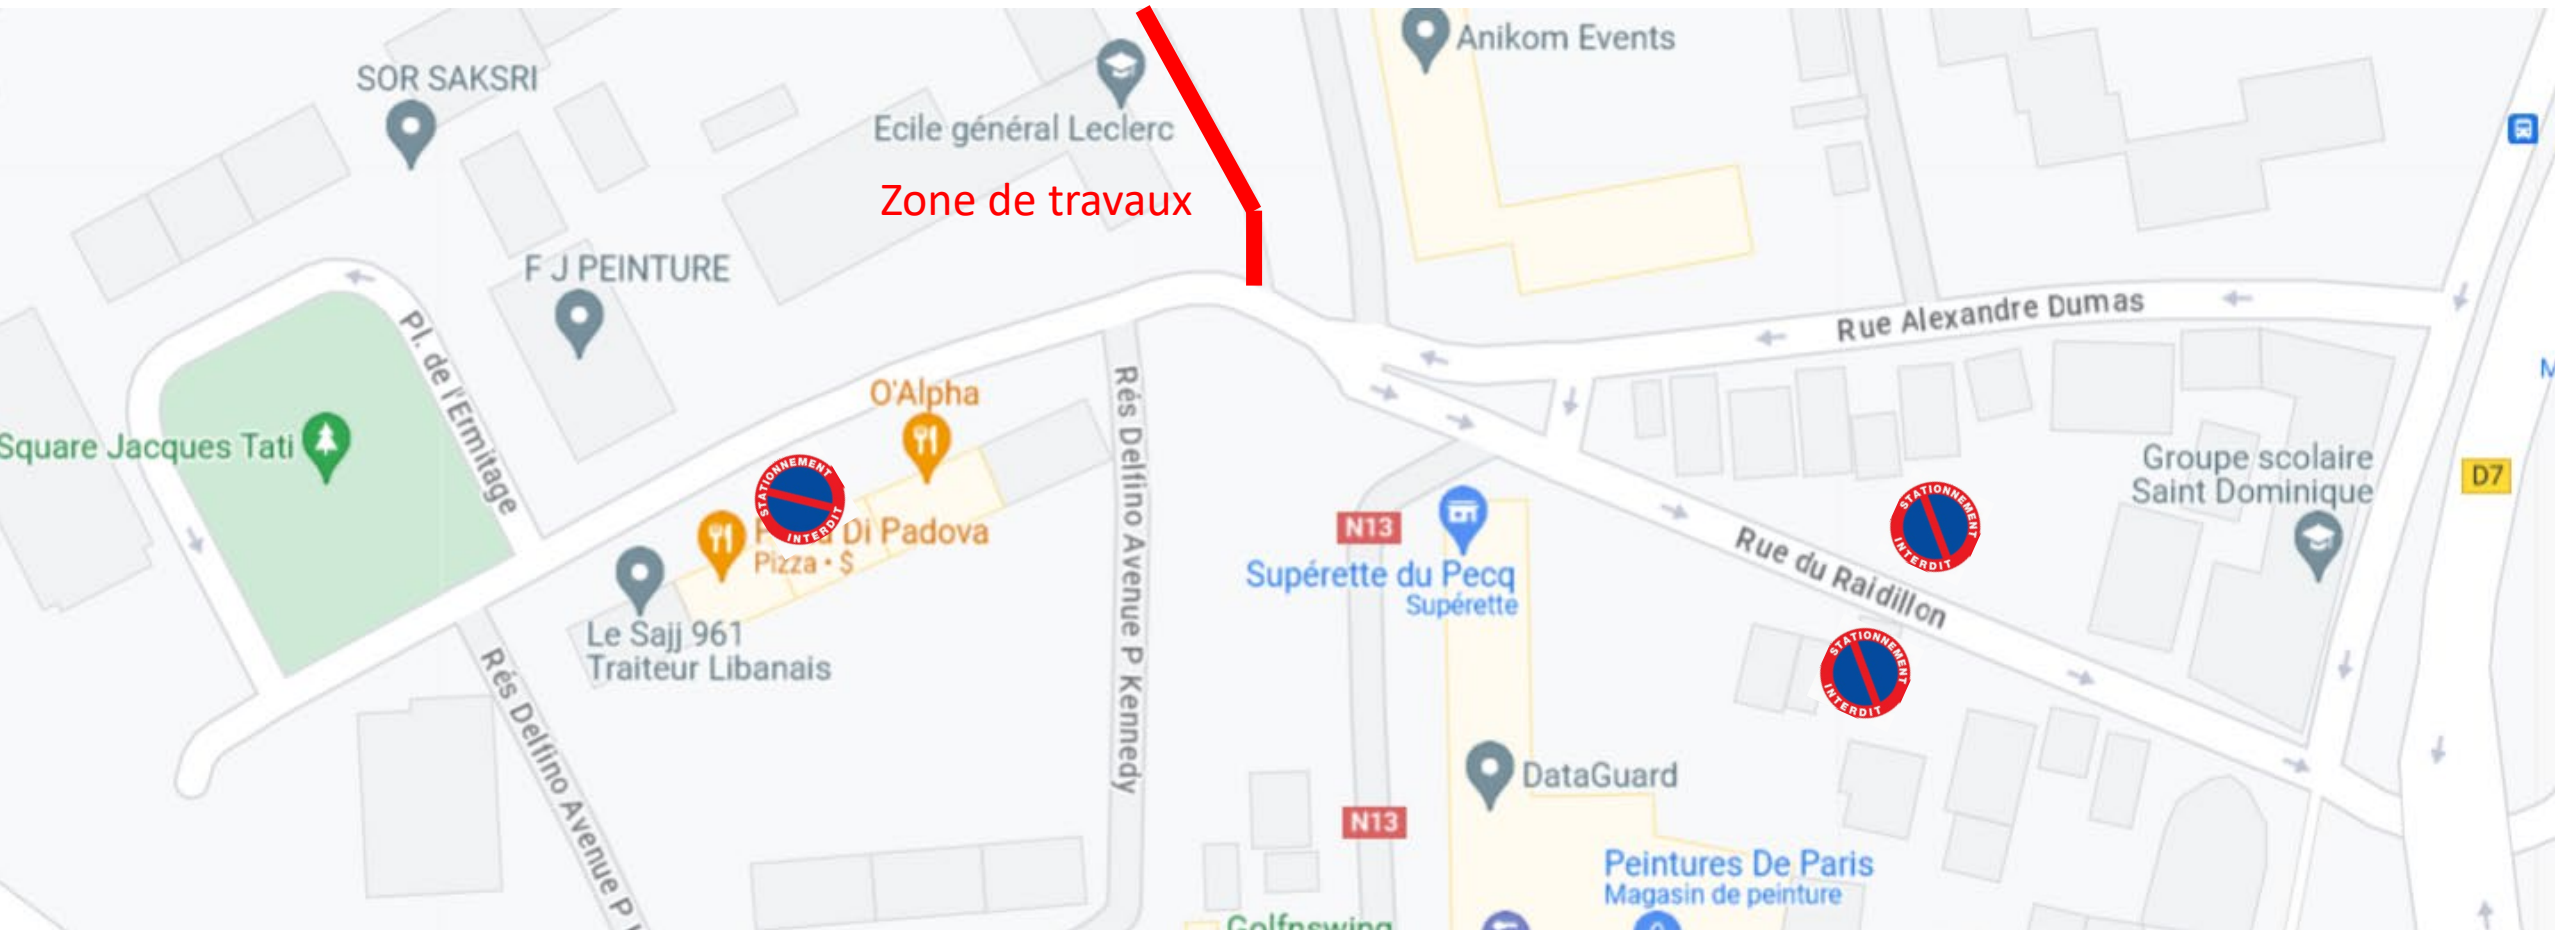 Anikom Events
SOR SAKSRI
Ecile général Leclerc
Zone de travaux
F J PEINTURE
Pl. de l'Ermitage
Rue Alexandre Dumas
O'Alpha
Square Jacques Tati
STATIONNEMENT
INTERDIT
Di Padova
Pizza • $
Rés Delfino Avenue P Kennedy
Groupe scolaire
Saint Dominique
D7
STATIONNEMENT
INTERDIT
N13
Supérette du Pecq
Supérette
Rue du Raidillon
Le Sajj 961
Traiteur Libanais
STATIONNEMENT
INTERDIT
Rés Delfino Avenue P
DataGuard
N13
Peintures De Paris
Magasin de peinture
Golfnswing